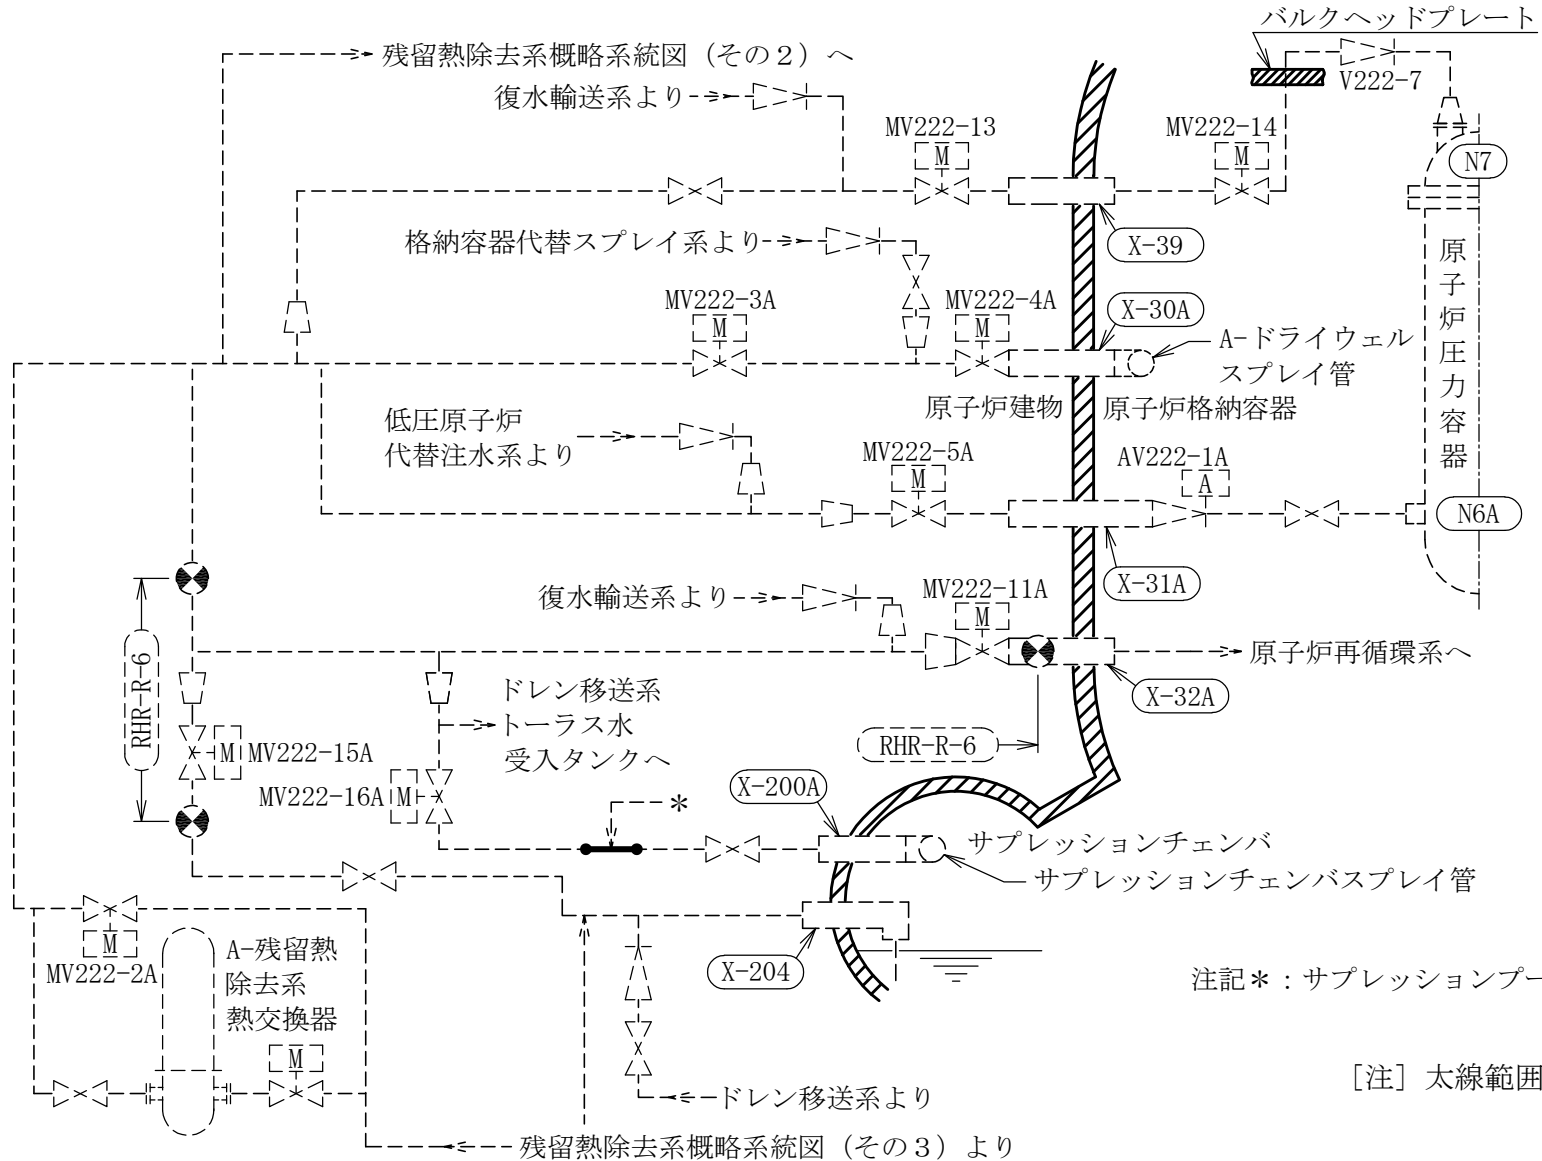 バルクヘッドプレート
残留熱除去系概略系統図（その２）へ
復水輸送系より
V222-7
MV222-13
MV222-14
M
M
N7
格納容器代替スプレイ系より
X-39
原子炉圧力容器
MV222-3A
MV222-4A
M
M
X-30A
A-ドライウェル
スプレイ管
原子炉建物
原子炉格納容器
低圧原子炉
代替注水系より
MV222-5A
M
AV222-1A
A
N6A
X-31A
復水輸送系より
MV222-11A
M
原子炉再循環系へ
RHR-R-6
ドレン移送系
トーラス水
受入タンクへ
X-32A
M
MV222-15A
RHR-R-6
MV222-16A
M
X-200A
＊
サプレッションチェンバ
サプレッションチェンバスプレイ管
M
MV222-2A
A-残留熱
除去系
熱交換器
X-204
注記＊：サプレッションプー
M
［注］太線範囲
ドレン移送系より
残留熱除去系概略系統図（その３）より